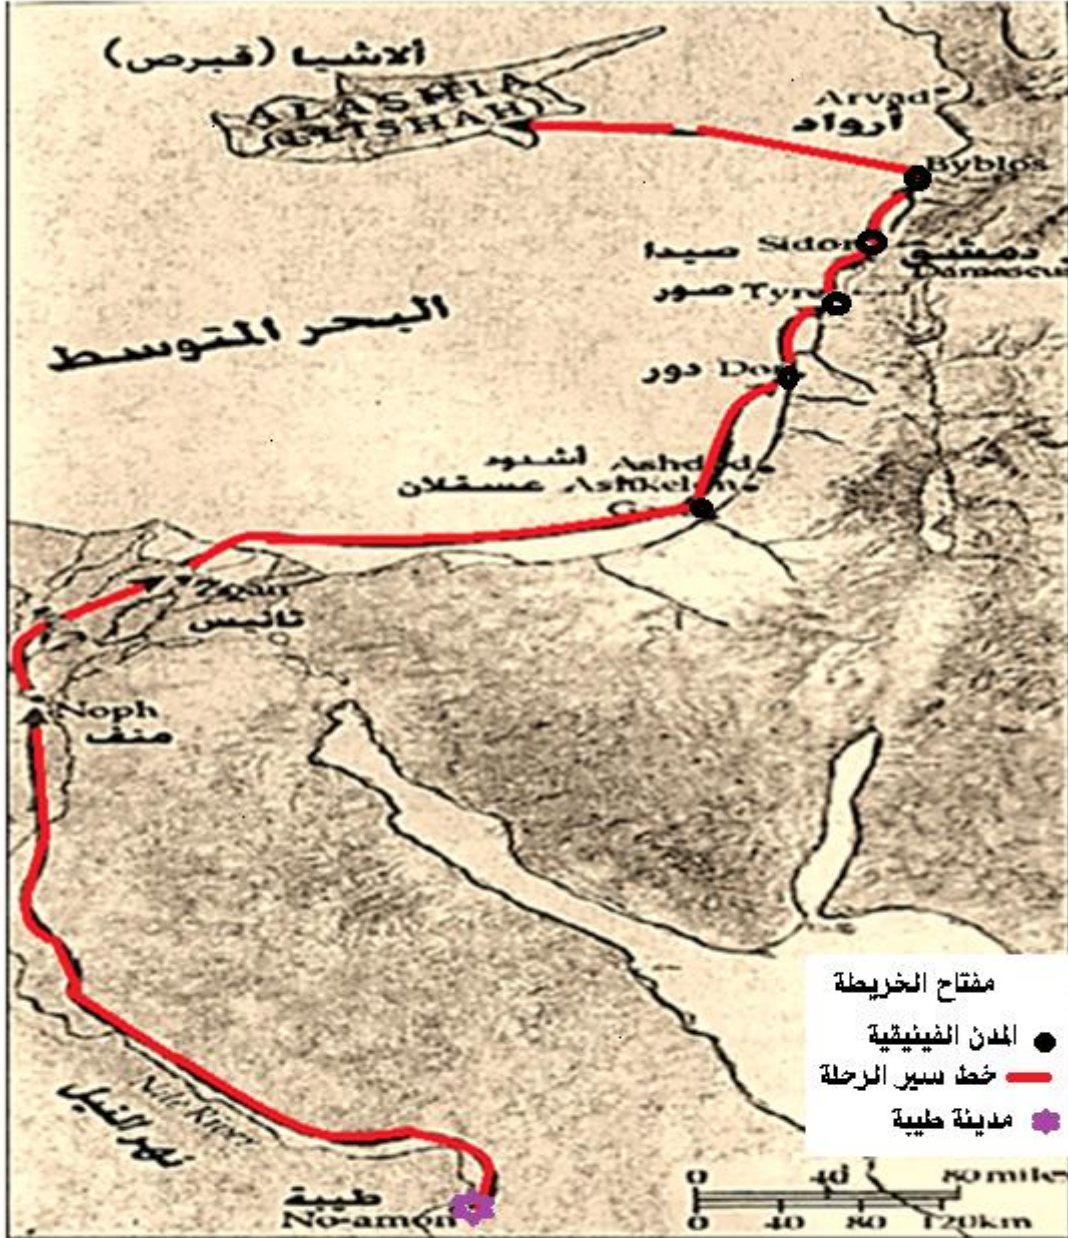 ألاشيا (قبرص)
ALASHIA
(ELISHAH)
Arvad
أرواد
Byblos
صيدا Sidon
دمشق
Damascus
صور Tyre
البحر المتوسط
دور Dor
أشدود Ashdod
عسقلان Ashkelon
Zoan
تانيس
Noph
منف
Nile River
نهر النيل
طيبة
No-amon
مفتاح الخريطة
المدن الفينيقية
خط سير الرحلة
مدينة طيبة
0 40 80 miles
0 40 80 120km